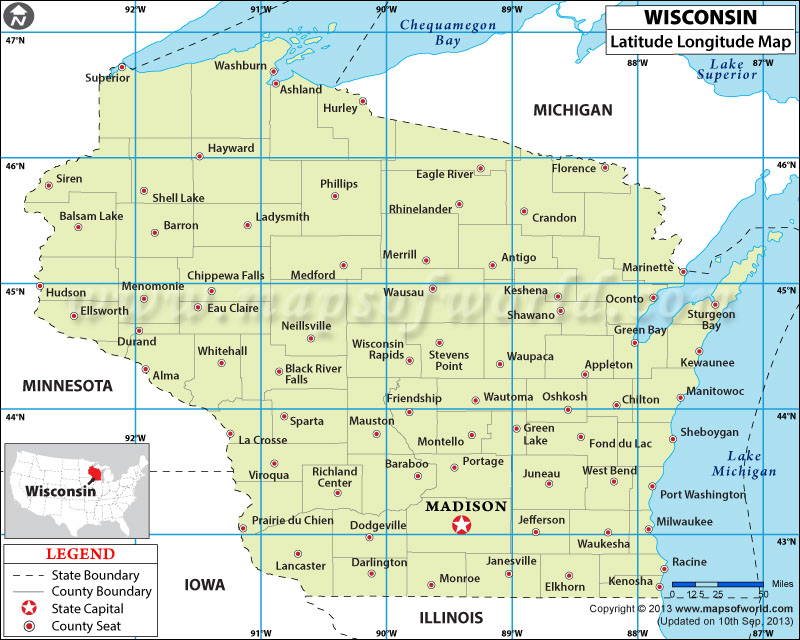 WISCONSIN
Latitude Longitude Map
N
92°W
91°W
90°W
89°W
88°W
87°W
47°N
46°N
45°N
44°N
43°N
92°W
91°W
90°W
89°W
88°W
87°W
Chequamegon
Bay
Lake
Superior
MICHIGAN
Superior
Washburn
Ashland
Hurley
Hayward
Siren
Shell Lake
Phillips
Eagle River
Florence
Balsam Lake
Barron
Ladysmith
Rhinelander
Crandon
Chippewa Falls
Medford
Merrill
Antigo
Marinette
Hudson
Menomonie
Ellsworth
Eau Claire
Wausau
Keshena
Shawano
Oconto
Sturgeon
Bay
www.mapsofworld.com
Durand
Neillsville
Green Bay
Whitehall
Wisconsin
Rapids
Stevens
Point
Waupaca
Kewaunee
MINNESOTA
Alma
Black River
Falls
Appleton
Friendship
Wautoma
Oshkosh
Chilton
Manitowoc
Sparta
Mauston
La Crosse
Montello
Green
Lake
Fond du Lac
Sheboygan
Viroqua
Richland
Center
Baraboo
Portage
Juneau
West Bend
Lake
Michigan
Port Washington
MADISON
Prairie du Chien
Dodgeville
Jefferson
Milwaukee
Waukesha
Lancaster
Darlington
Janesville
Racine
Monroe
Elkhorn
Kenosha
IOWA
ILLINOIS
Wisconsin
LEGEND
State Boundary
County Boundary
State Capital
County Seat
Miles
0 12.5 25 50
Copyright © 2013 www.mapsofworld.com
(Updated on 10th Sep, 2013)